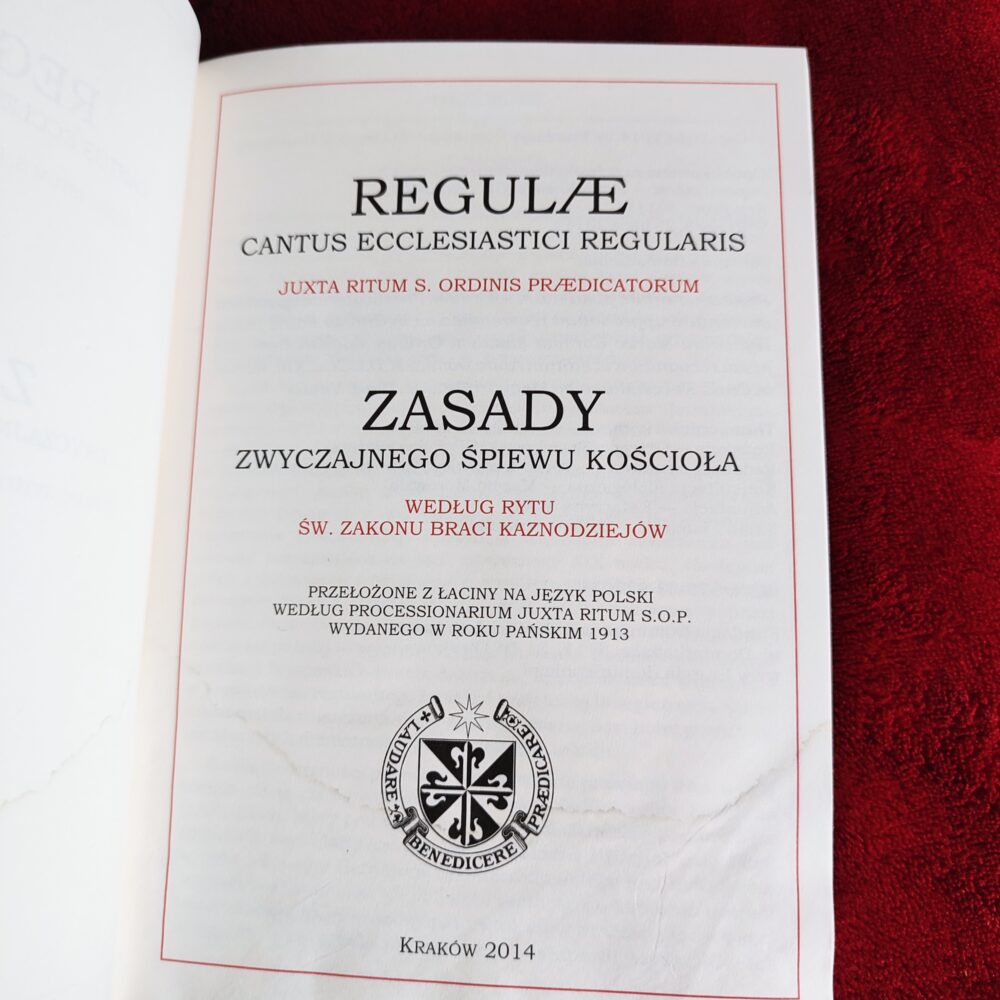 REGULÆ
CANTUS ECCLESIASTICI REGULARIS
JUXTA RITUM S. ORDINIS PRÆDICATORUM
ZASADY
ZWYCZAJNEGO ŚPIEWU KOŚCIOŁA
WEDŁUG RYTU
ŚW. ZAKONU BRACI KAZNODZIEJÓW
PRZEŁOŻONE Z ŁACINY NA JĘZYK POLSKI
WEDŁUG PROCESSIONARIUM JUXTA RITUM S.O.P.
WYDANEGO W ROKU PAŃSKIM 1913
LAUDARE
BENEDICERE
PRÆDICARE
KRAKÓW 2014